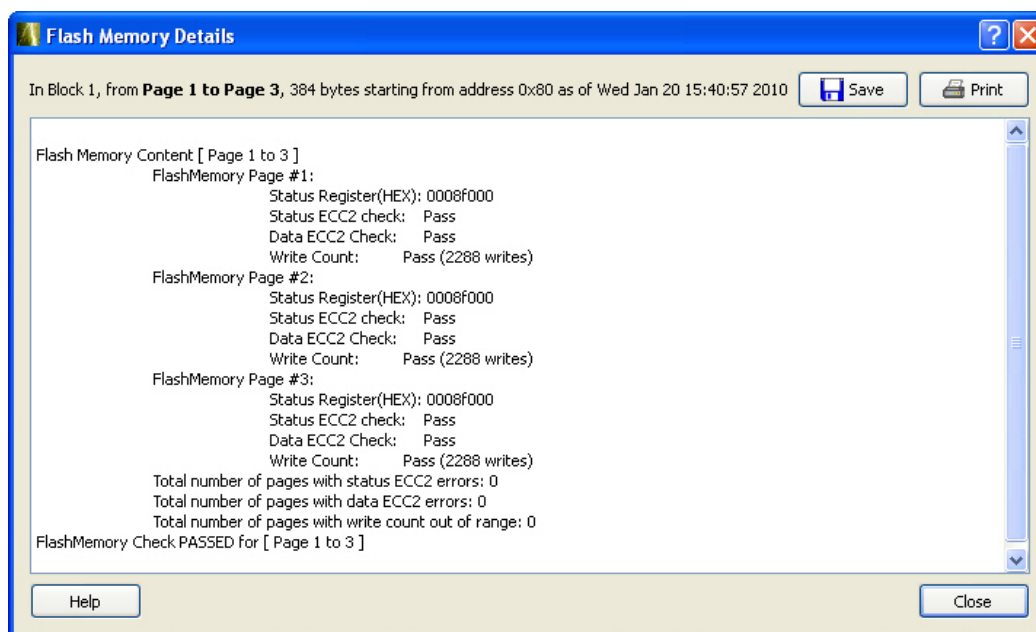 Flash Memory Details
In Block 1, from Page 1 to Page 3, 384 bytes starting from address 0x80 as of Wed Jan 20 15:40:57 2010 Save Print
Flash Memory Content [ Page 1 to 3 ]
FlashMemory Page #1:
Status Register(HEX): 0008f000
Status ECC2 check: Pass
Data ECC2 Check: Pass
Write Count: Pass (2288 writes)
FlashMemory Page #2:
Status Register(HEX): 0008f000
Status ECC2 check: Pass
Data ECC2 Check: Pass
Write Count: Pass (2288 writes)
FlashMemory Page #3:
Status Register(HEX): 0008f000
Status ECC2 check: Pass
Data ECC2 Check: Pass
Write Count: Pass (2288 writes)
Total number of pages with status ECC2 errors: 0
Total number of pages with data ECC2 errors: 0
Total number of pages with write count out of range: 0
FlashMemory Check PASSED for [ Page 1 to 3 ]
Help Close